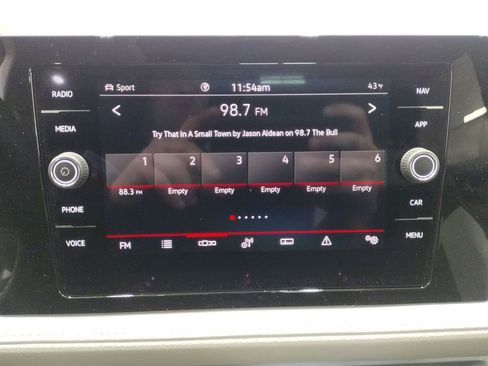 RADIO
MEDIA
PHONE
VOICE
Sport 11:54am 43°F
98.7 FM
Try That In A Small Town by Jason Aldean on 98.7 The Bull
1 2 3 4 5 6
88.3 FM Empty Empty Empty Empty Empty
FM
NAV
APP
CAR
MENU